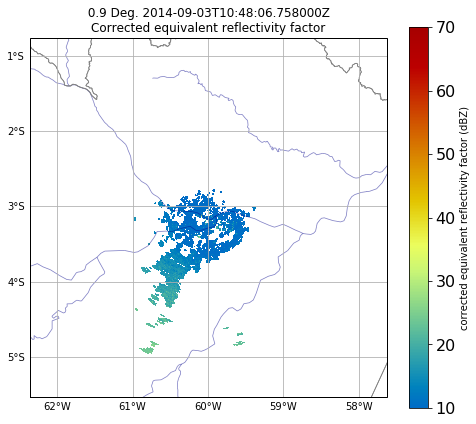 0.9 Deg. 2014-09-03T10:48:06.758000Z
Corrected equivalent reflectivity factor
1°S
2°S
3°S
4°S
5°S
62°W 61°W 60°W 59°W 58°W
70
60
50
40
30
20
10
corrected equivalent reflectivity factor (dBZ)